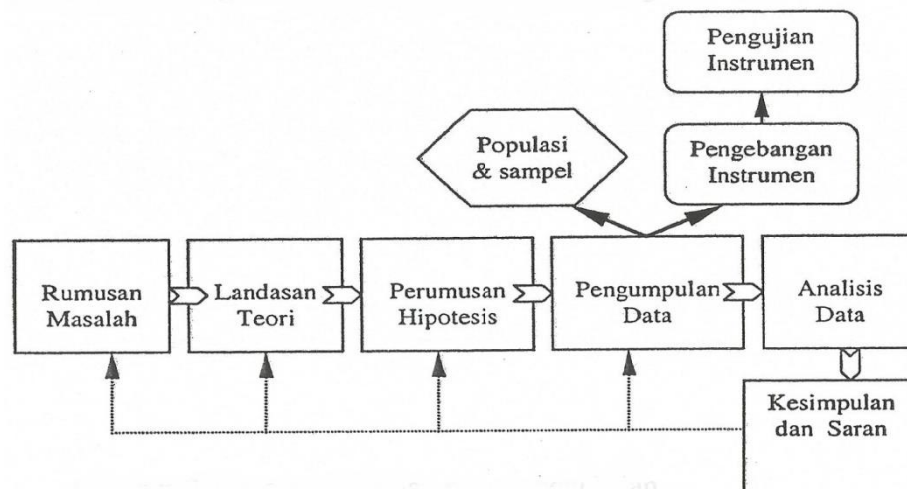 Pengujian
Instrumen
Populasi
& sampel
Pengebangan
Instrumen
Rumusan
Masalah
Landasan
Teori
Perumusan
Hipotesis
Pengumpulan
Data
Analisis
Data
Kesimpulan
dan Saran